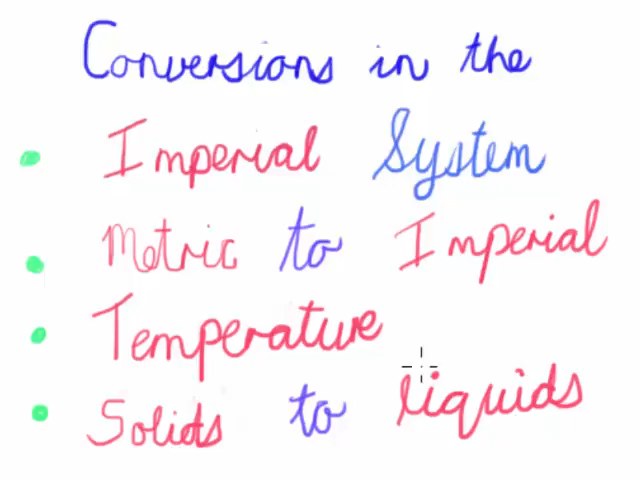 Conversions in the
Imperial System
Metric to Imperial
Temperature
Solids to liquids